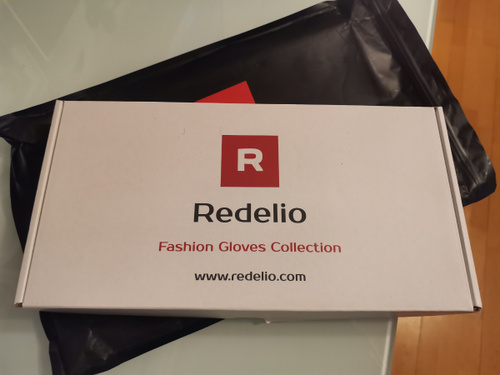 R
Redelio
Fashion Gloves Collection
www.redelio.com